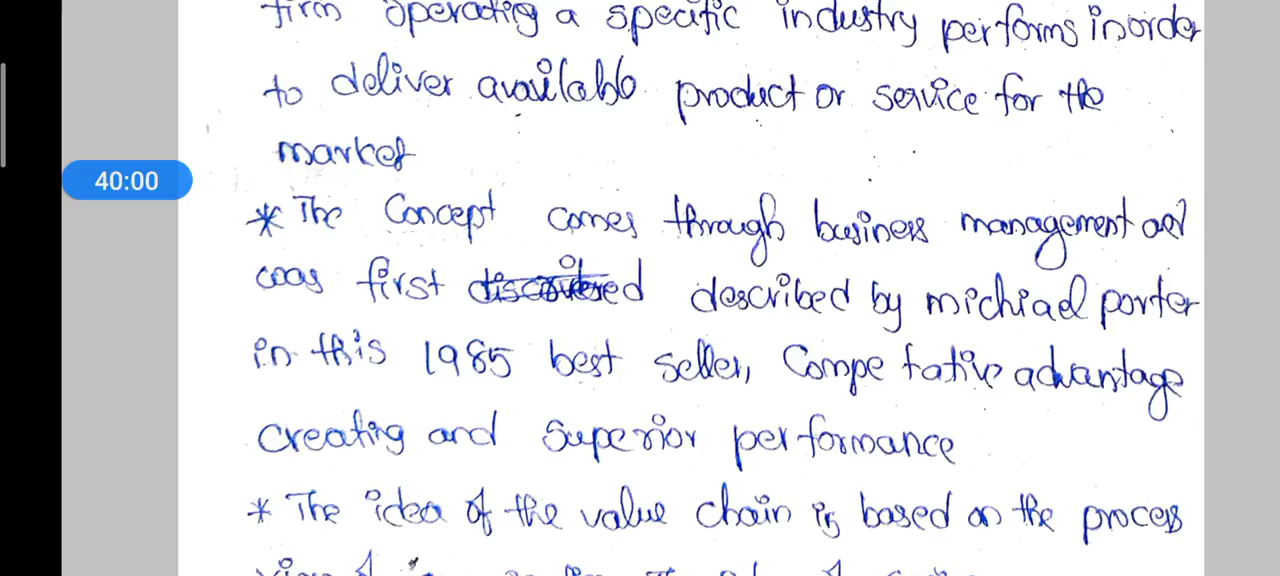 firm operating a specific industry performs inorder
to deliver available product or service for the
40:00
market
* The Concept comes through business management and
was first discovered described by michiael porter
in this 1985 best seller, Compe tative advantage
creating and superior performance
* The idea of the value chain is based on the process